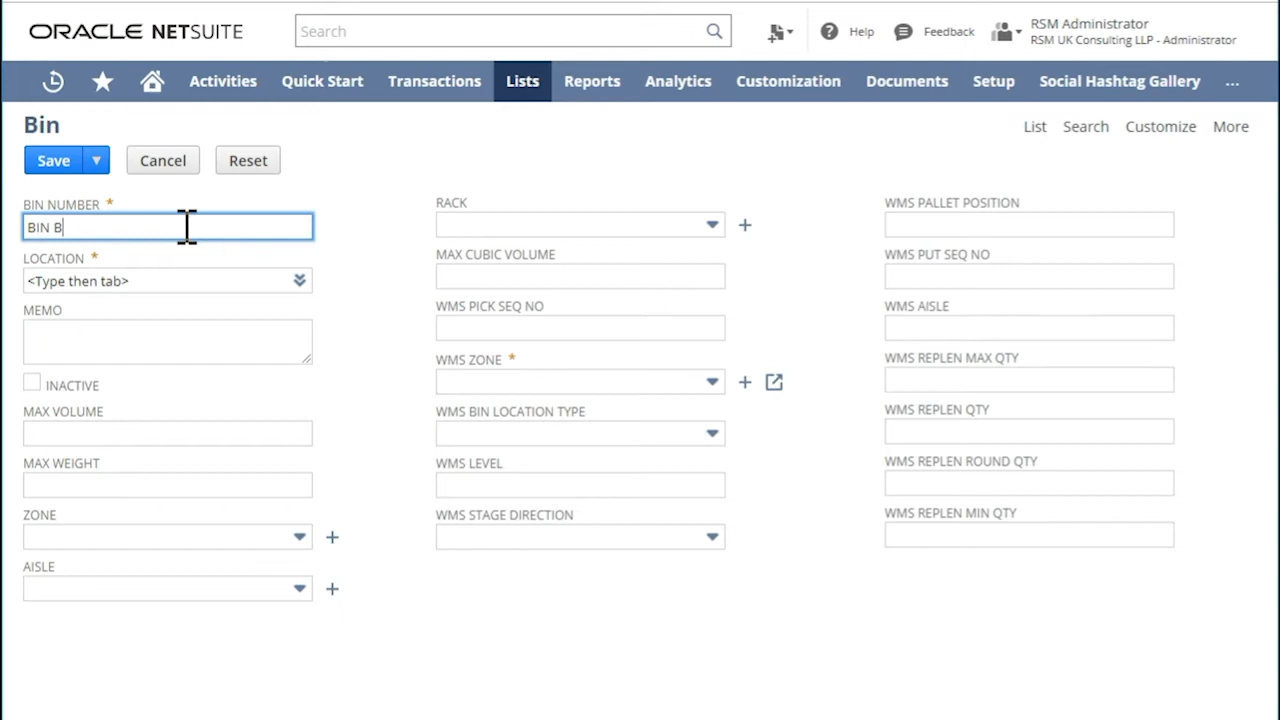 ORACLE NETSUITE
Search
Help
Feedback
RSM Administrator
RSM UK Consulting LLP - Administrator
Activities
Quick Start
Transactions
Lists
Reports
Analytics
Customization
Documents
Setup
Social Hashtag Gallery
...
Bin
List
Search
Customize
More
Save
Cancel
Reset
BIN NUMBER *
BIN B
LOCATION *
<Type then tab>
MEMO
INACTIVE
MAX VOLUME
MAX WEIGHT
ZONE
AISLE
RACK
MAX CUBIC VOLUME
WMS PICK SEQ NO
WMS ZONE *
WMS BIN LOCATION TYPE
WMS LEVEL
WMS STAGE DIRECTION
WMS PALLET POSITION
WMS PUT SEQ NO
WMS AISLE
WMS REPLEN MAX QTY
WMS REPLEN QTY
WMS REPLEN ROUND QTY
WMS REPLEN MIN QTY